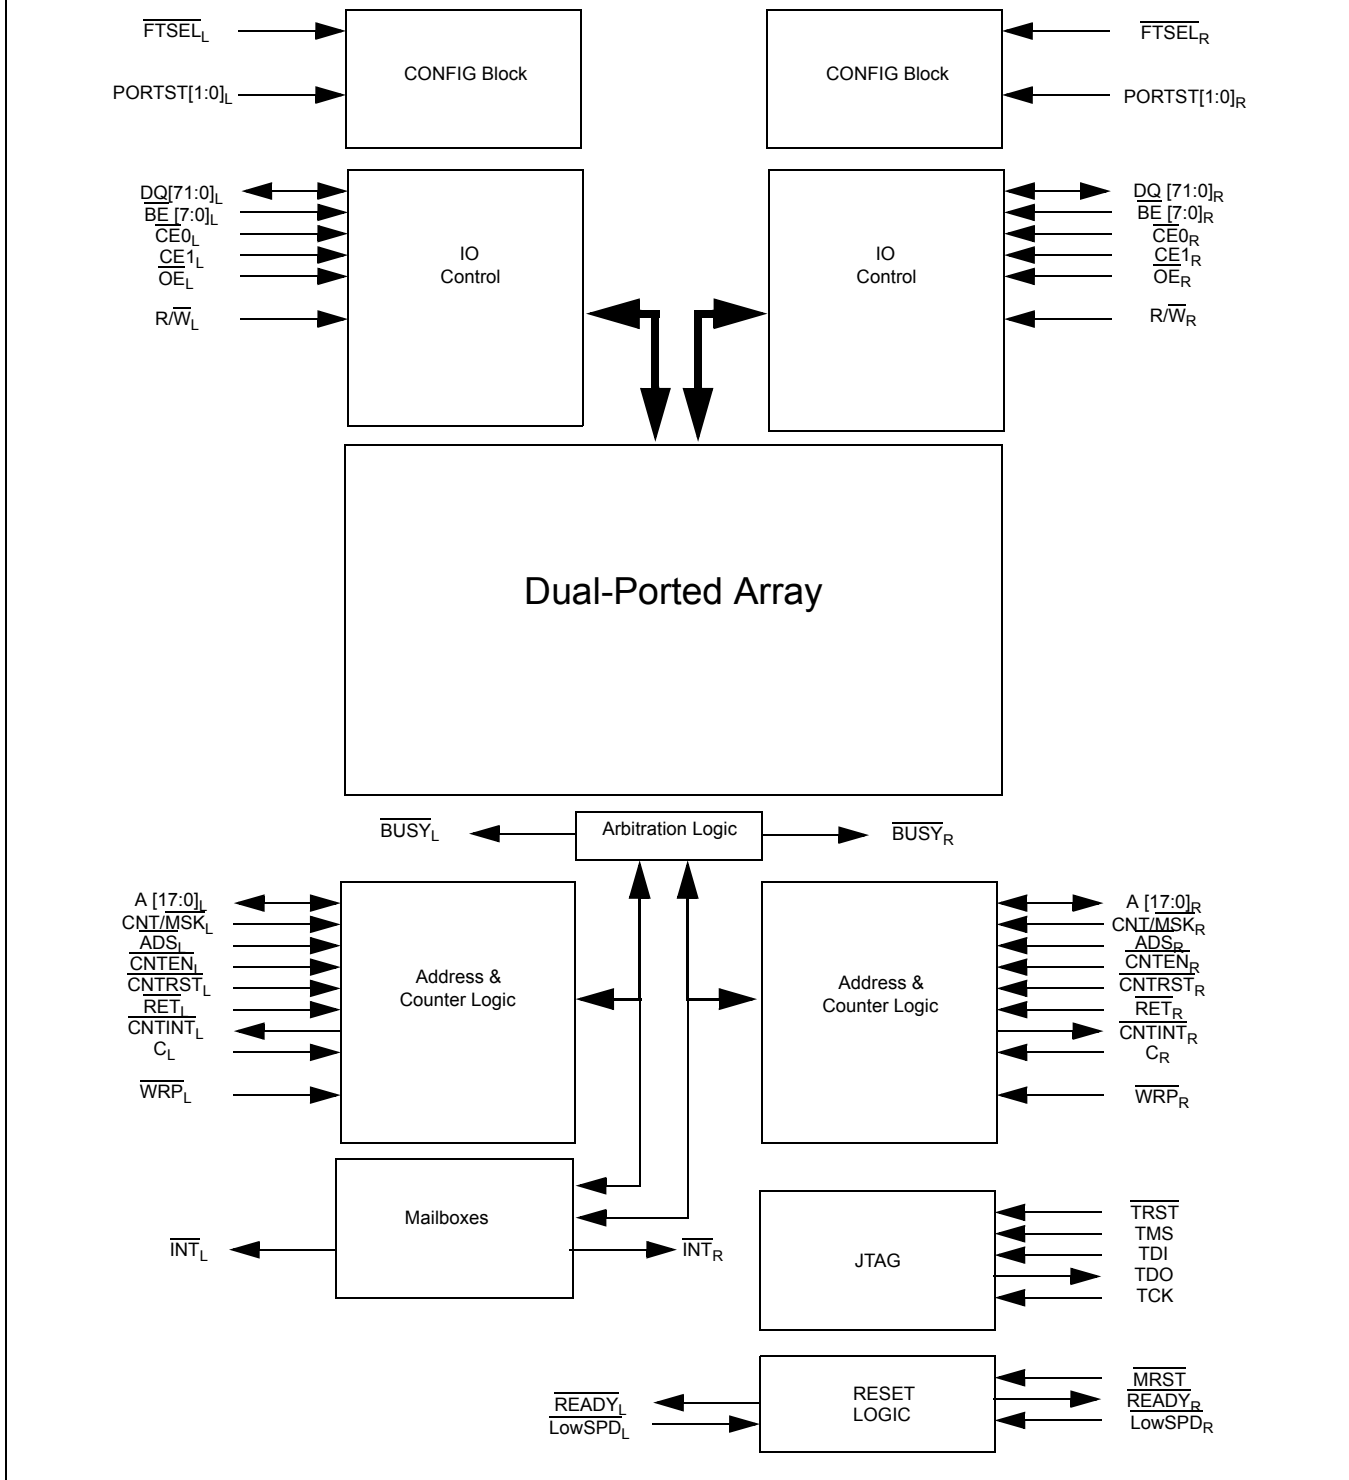 FTSEL_L
CONFIG Block
CONFIG Block
FTSEL_R
PORTST[1:0]_L
PORTST[1:0]_R
DQ[71:0]_L
BE [7:0]_L
CE0_L
CE1_L
OE_L
R/W_L
IO
Control
IO
Control
DQ [71:0]_R
BE [7:0]_R
CE0_R
CE1_R
OE_R
R/W_R
Dual-Ported Array
BUSY_L
Arbitration Logic
BUSY_R
A [17:0]_L
CNT/MSK_L
ADS_L
CNTEN_L
CNTRST_L
RET_L
CNTINT_L
C_L
WRP_L
Address &
Counter Logic
Address &
Counter Logic
A [17:0]_R
CNT/MSK_R
ADS_R
CNTEN_R
CNTRST_R
RET_R
CNTINT_R
C_R
WRP_R
Mailboxes
INT_L
INT_R
JTAG
TRST
TMS
TDI
TDO
TCK
READY_L
LowSPD_L
RESET
LOGIC
MRST
READY_R
LowSPD_R